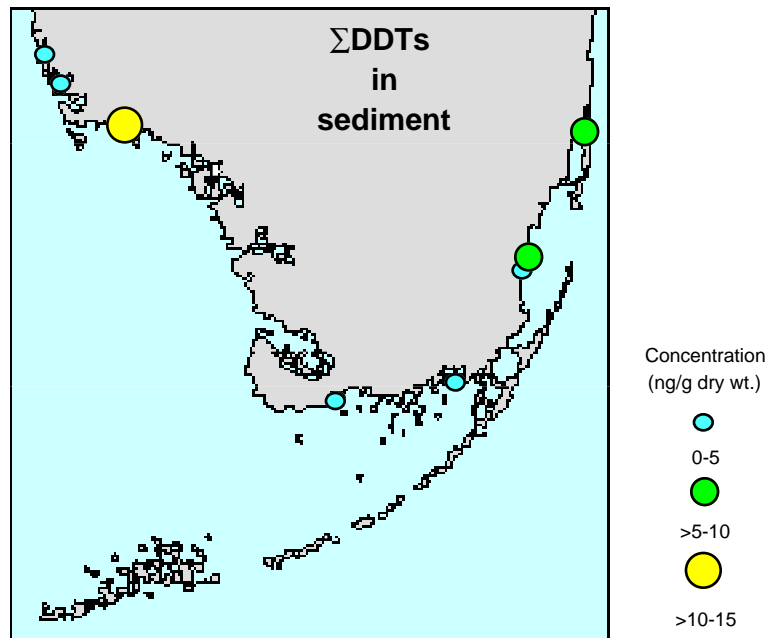 ∑DDTs
in
sediment
Concentration
(ng/g dry wt.)
0-5
>5-10
>10-15